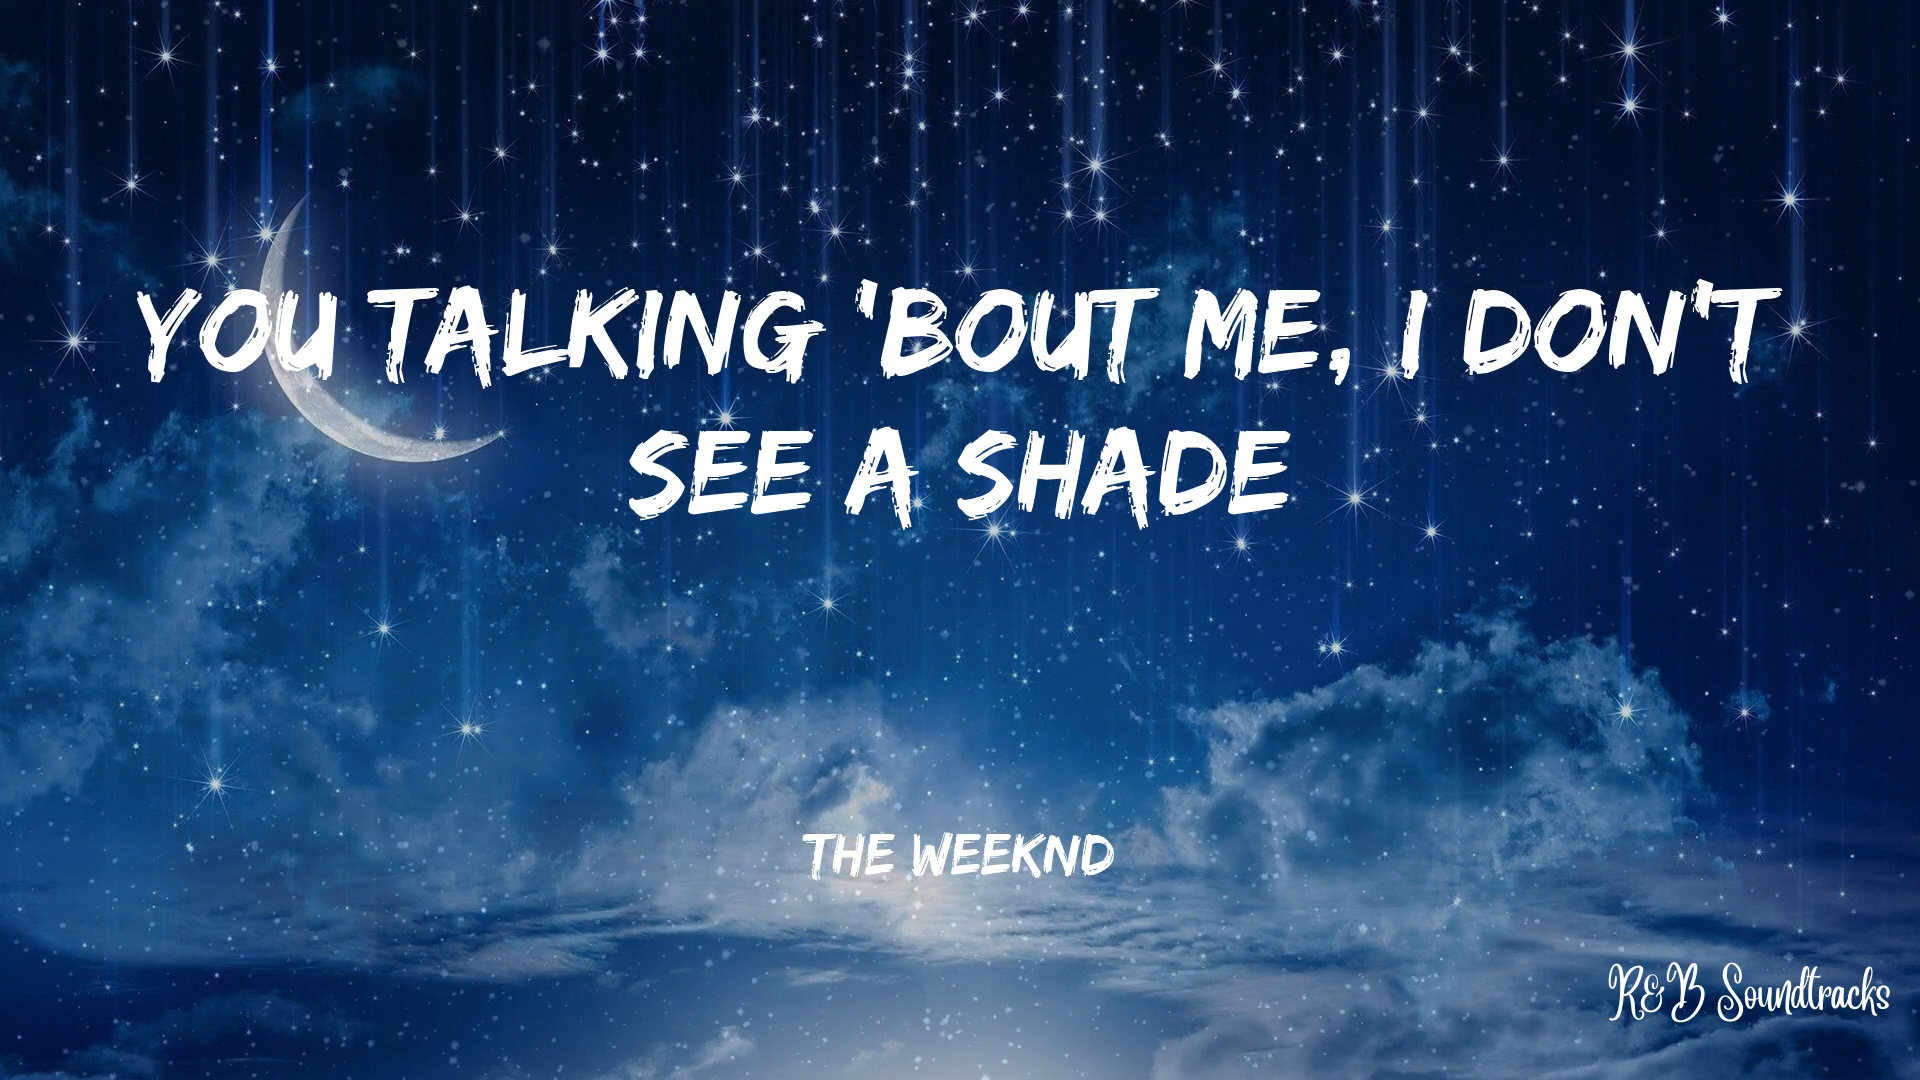 YOU TALKING 'BOUT ME, I DON'T
SEE A SHADE
THE WEEKND
R&B Soundtracks